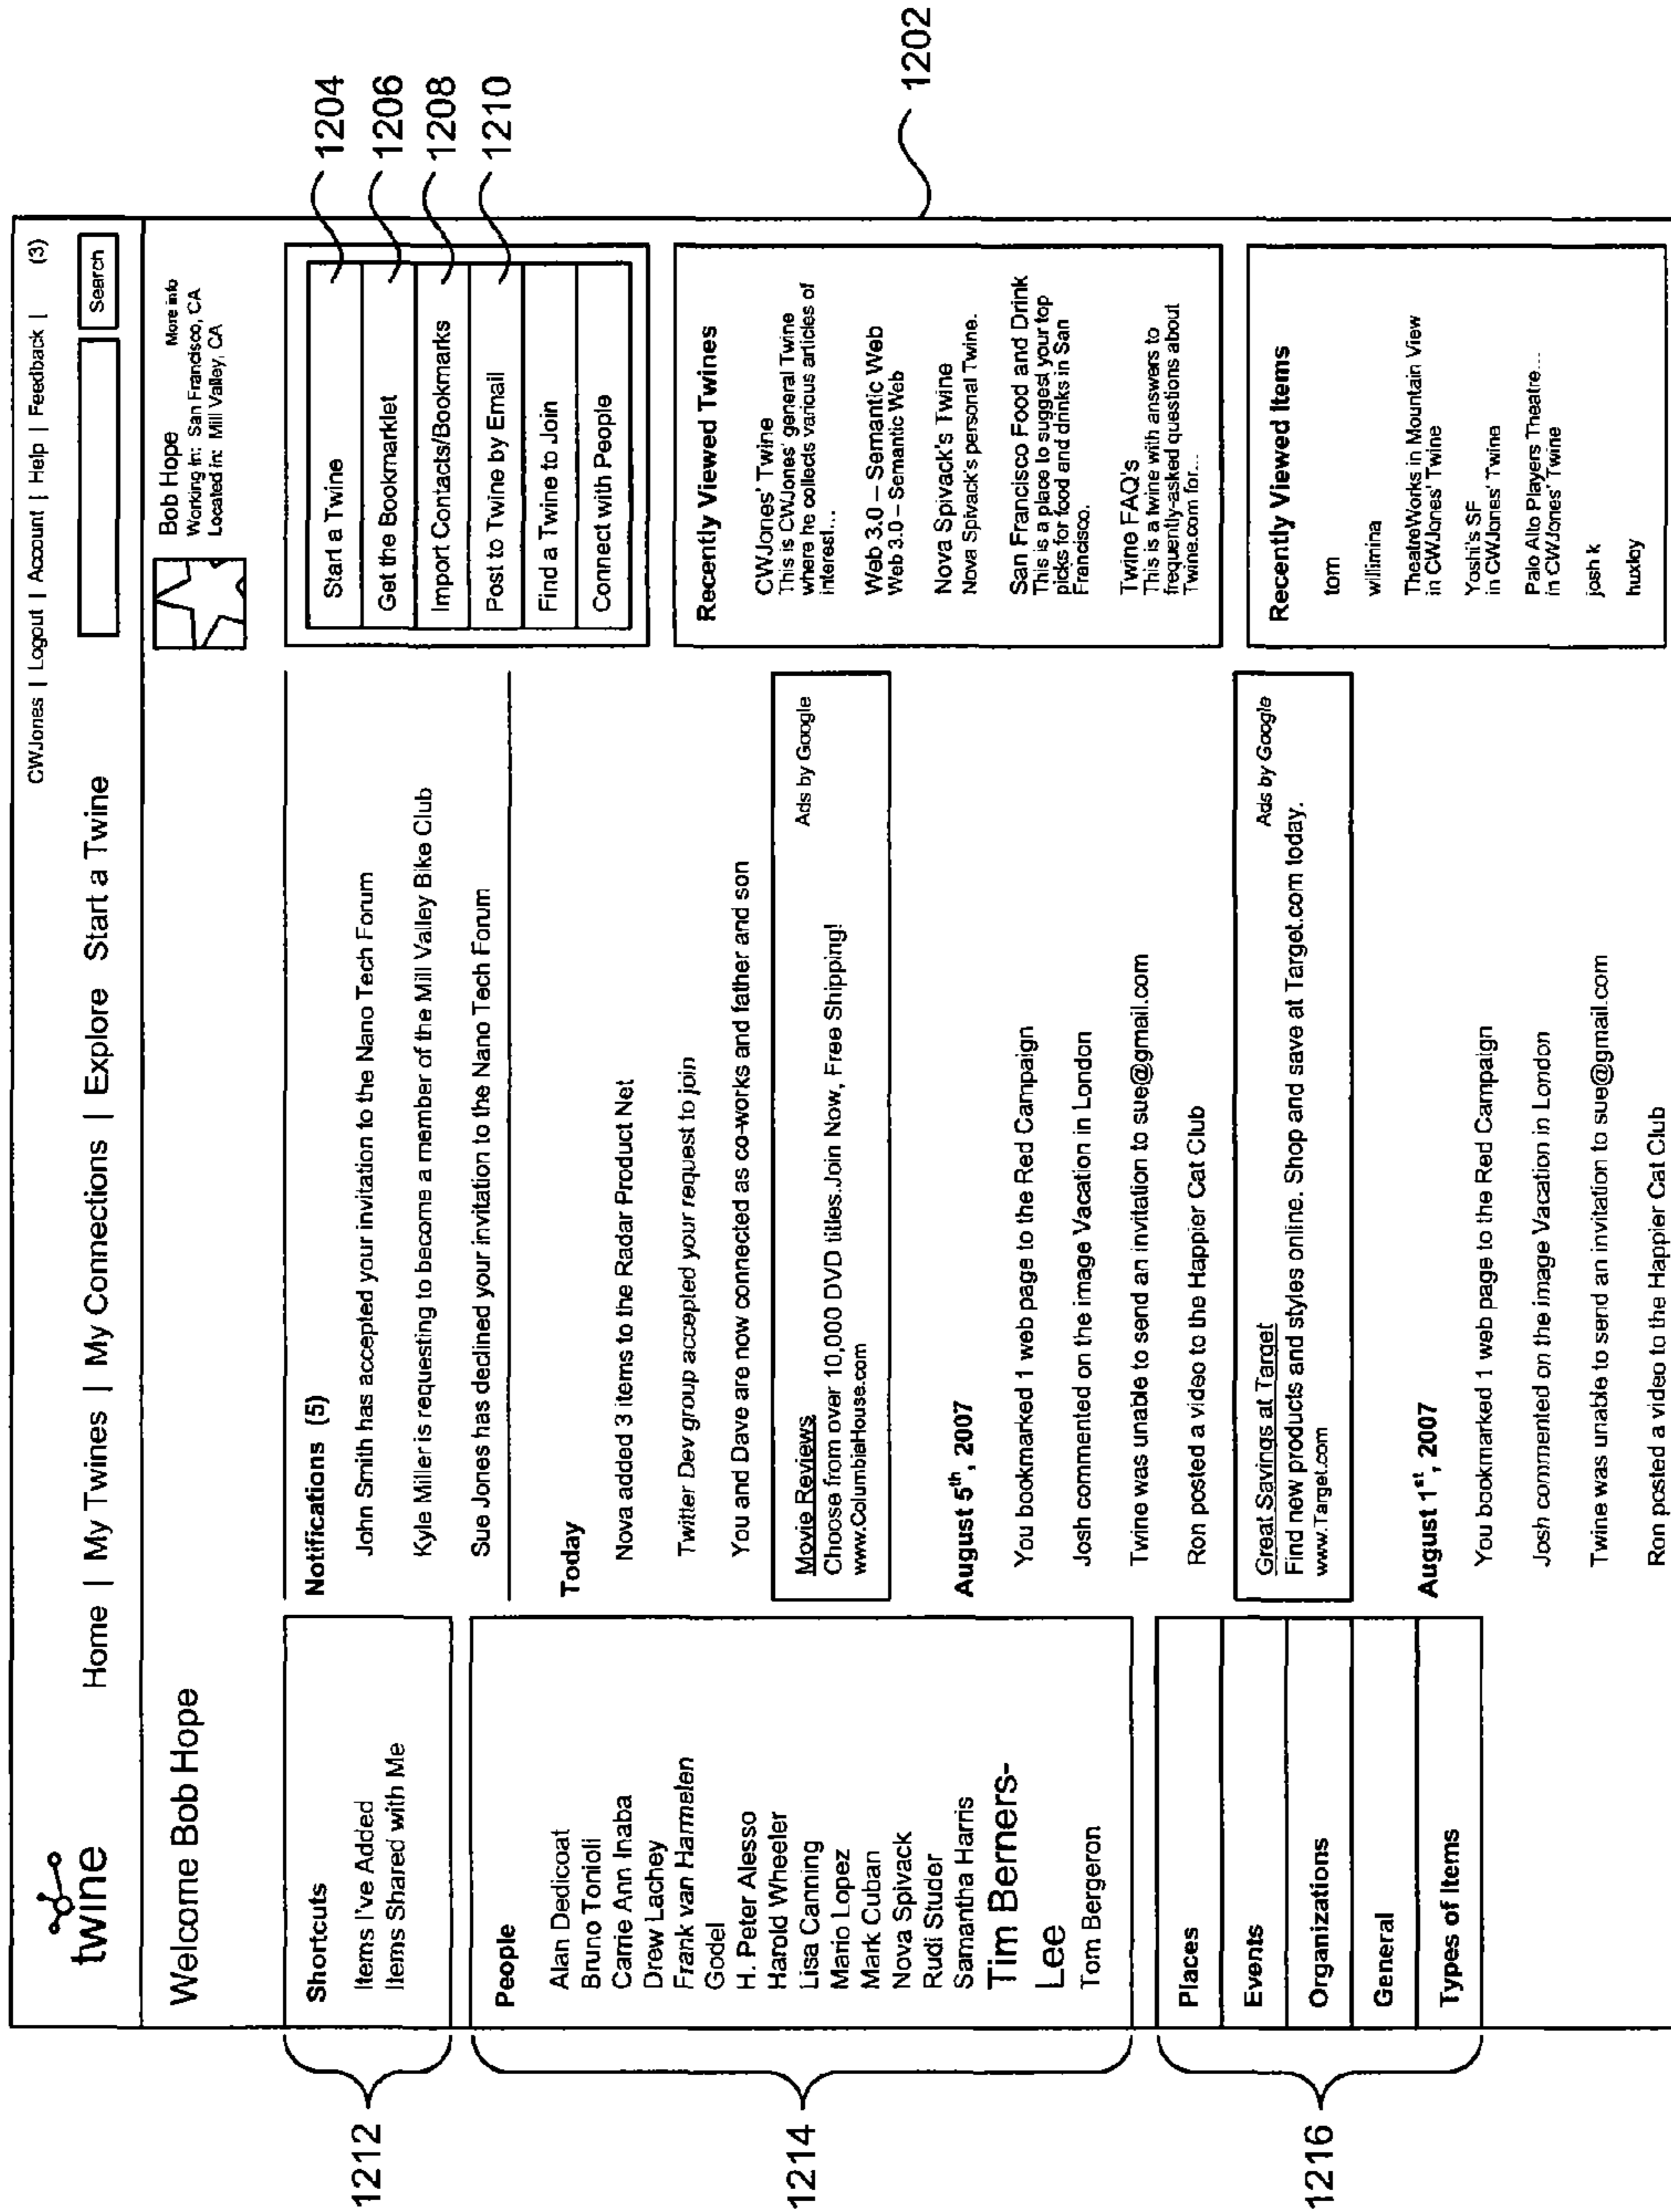 CWJones | Logout | Account | Help | Feedback | (3)
twine
Home | My Twines | My Connections | Explore Start a Twine
Search
Welcome Bob Hope
Bob Hope More info
Working in: San Francisco, CA
Located in: Mill Valley, CA
1212
Shortcuts
Items I've Added
Items Shared with Me
1214
People
Alan Dedicoat
Bruno Tonioli
Carrie Ann Inaba
Drew Lachey
Frank van Harmelen
Godel
H. Peter Alesso
Harold Wheeler
Lisa Canning
Mario Lopez
Mark Cuban
Nova Spivack
Rudi Studer
Samantha Harris
Tim Berners-
Lee
Tom Bergeron
1216
Places
Events
Organizations
General
Types of Items
Notifications (5)
John Smith has accepted your invitation to the Nano Tech Forum
Kyle Miller is requesting to become a member of the Mill Valley Bike Club
Sue Jones has declined your invitation to the Nano Tech Forum
Today
Nova added 3 items to the Radar Product Net
Twitter Dev group accepted your request to join
You and Dave are now connected as co-works and father and son
Movie Reviews Ads by Google
Choose from over 10,000 DVD titles.Join Now, Free Shipping!
www.ColumbiaHouse.com
August 5th, 2007
You bookmarked 1 web page to the Red Campaign
Josh commented on the image Vacation in London
Twine was unable to send an invitation to sue@gmail.com
Ron posted a video to the Happier Cat Club
Great Savings at Target Ads by Google
Find new products and styles online. Shop and save at Target.com today.
www.Target.com
August 1st, 2007
You bookmarked 1 web page to the Red Campaign
Josh commented on the image Vacation in London
Twine was unable to send an invitation to sue@gmail.com
Ron posted a video to the Happier Cat Club
Start a Twine 1204
Get the Bookmarklet 1206
Import Contacts/Bookmarks 1208
Post to Twine by Email 1210
Find a Twine to Join
Connect with People
Recently Viewed Twines
CWJones' Twine
This is CWJones' general Twine
where he collects various articles of
interest...
Web 3.0 – Semantic Web
Web 3.0 – Semantic Web
Nova Spivack's Twine
Nova Spivack's personal Twine.
San Francisco Food and Drink
This is a place to suggest your top
picks for food and drinks in San
Francisco.
Twine FAQ's
This is a twine with answers to
frequently-asked questions about
Twine.com for...
1202
Recently Viewed Items
tom
willimina
TheatreWorks in Mountain View
in CWJones' Twine
Yoshi's SF
in CWJones' Twine
Palo Alto Players Theatre...
in CWJones' Twine
josh k
huxley